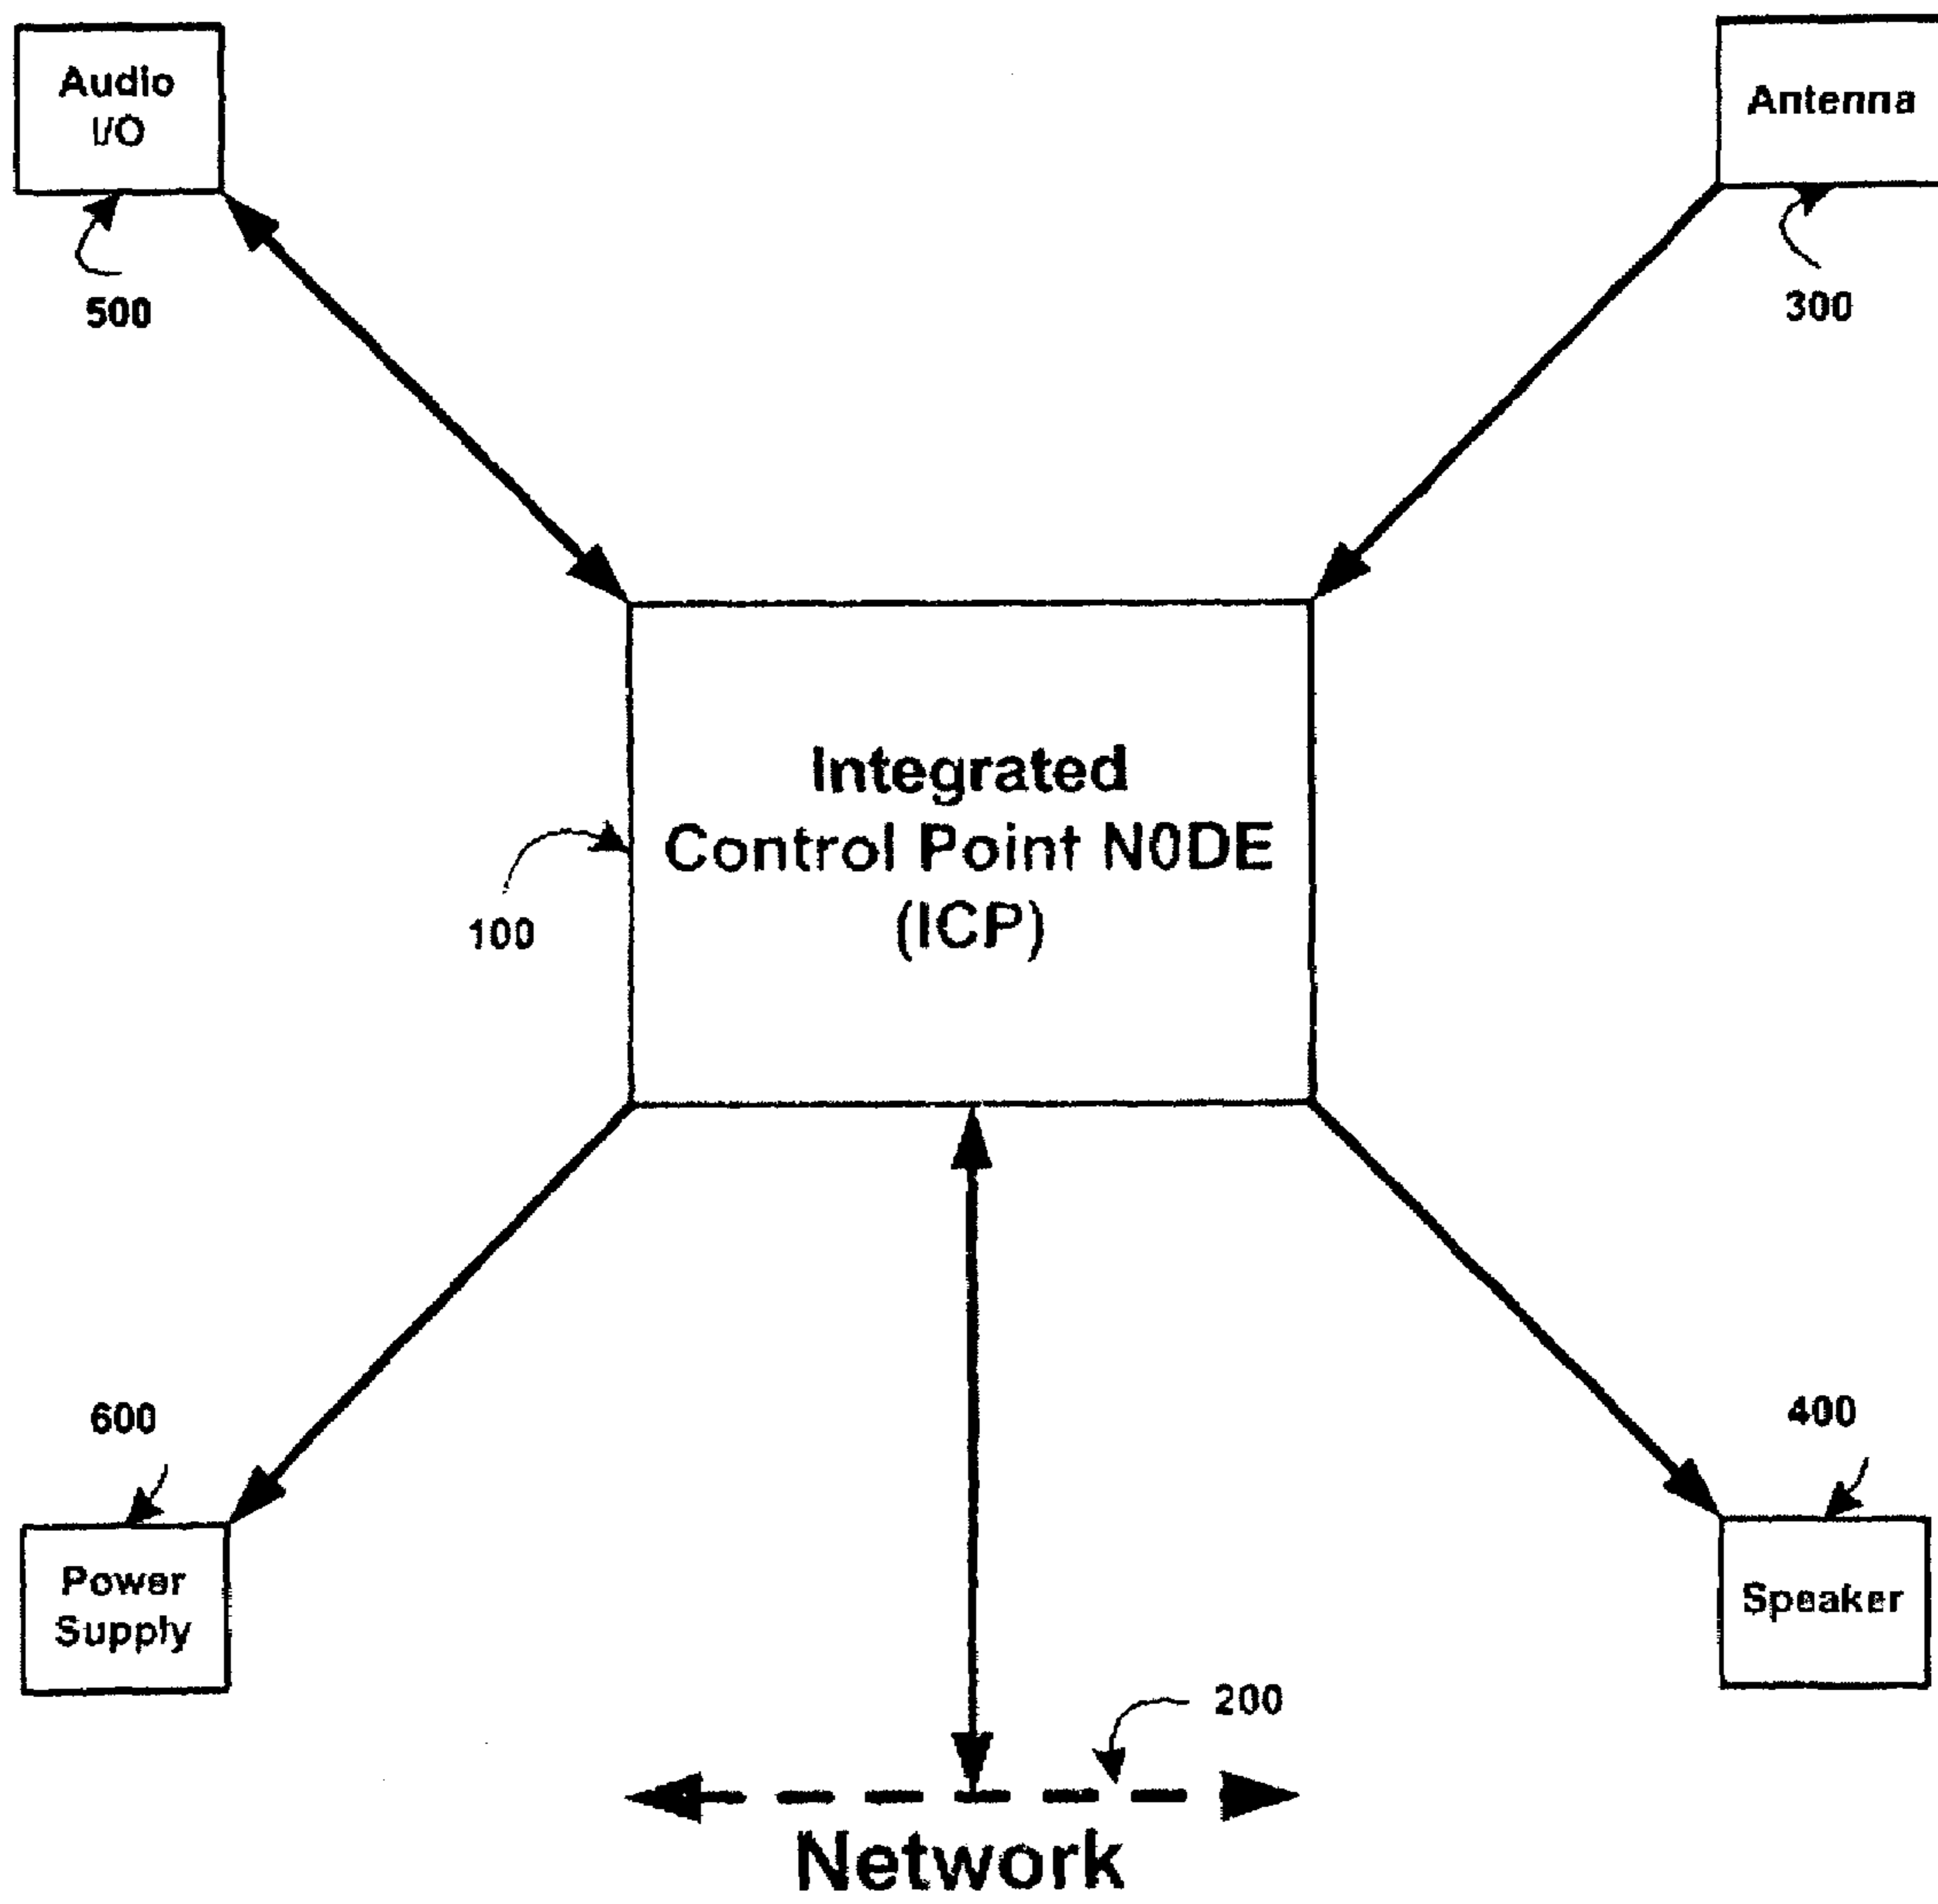 Audio
I/O
Antenna
500
300
Integrated
Control Point N0DE
(ICP)
100
600
400
Power
Supply
Speaker
200
Network